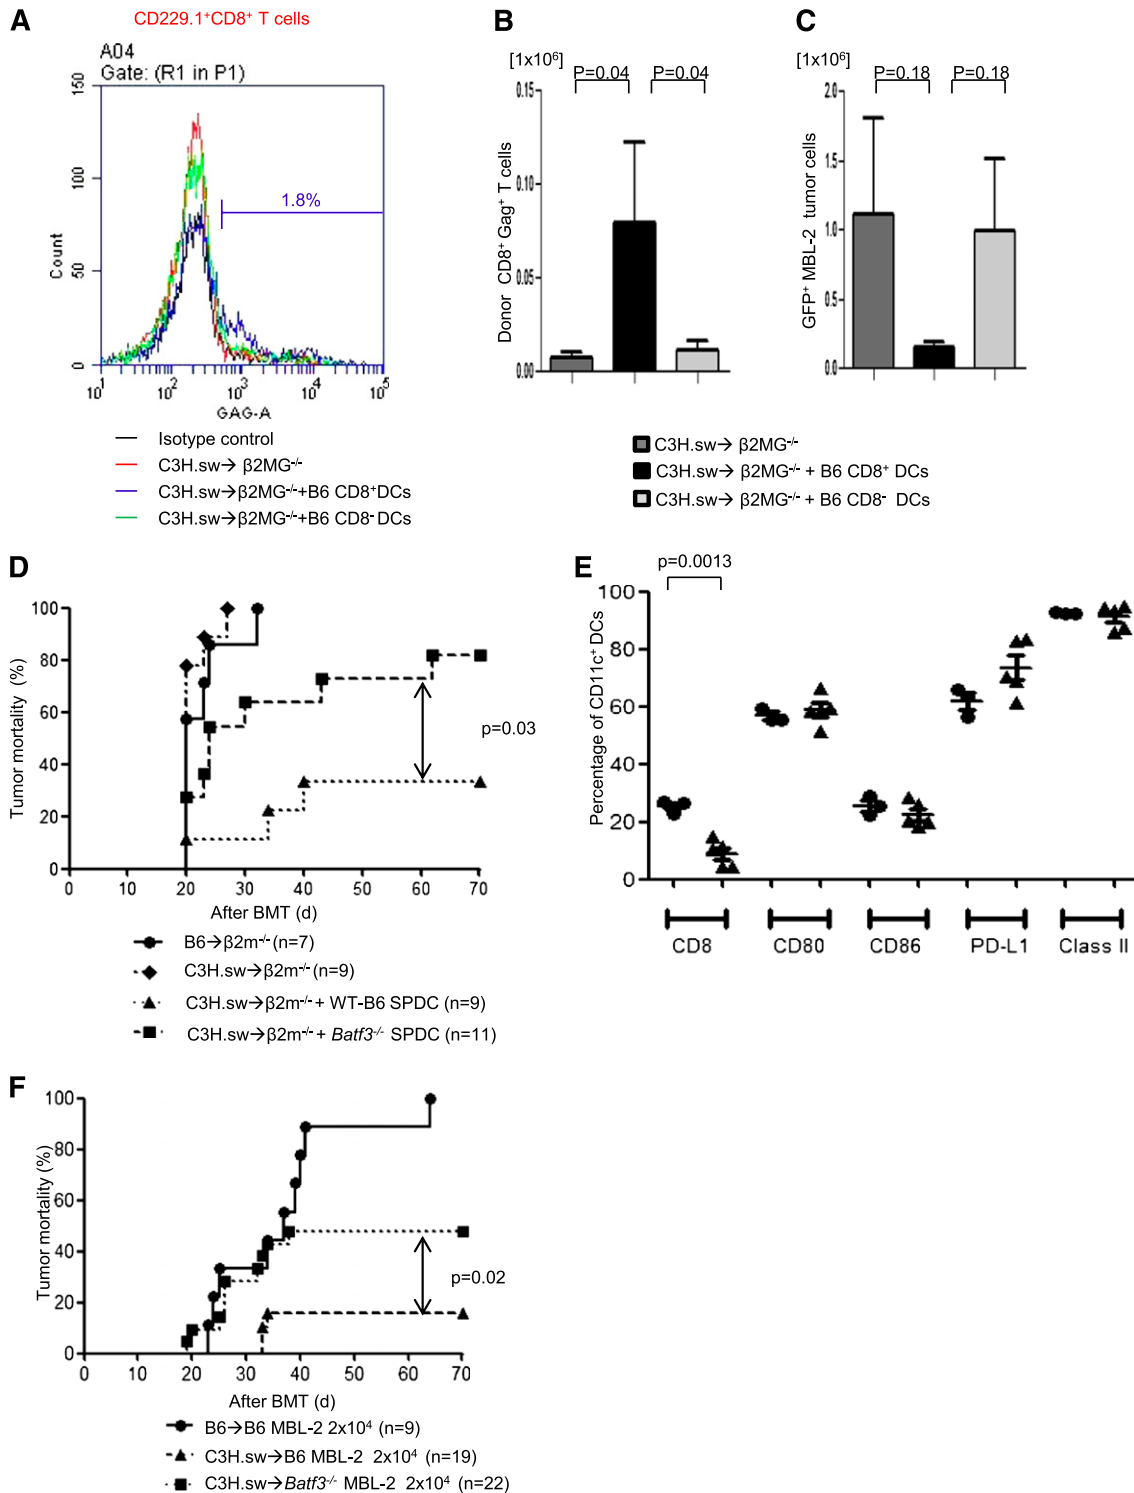 A
CD229.1⁺CD8⁺ T cells
A04
Gate: (R1 in P1)
150
100
50
0
Count
1.8%
10¹ 10² 10³ 10⁴ 10⁵
GAG-A
Isotype control
C3H.sw→ β2MG⁻/⁻
C3H.sw→β2MG⁻/⁻+B6 CD8⁺DCs
C3H.sw→β2MG⁻/⁻+B6 CD8⁻DCs
B
[1x10⁶]
P=0.04 P=0.04
0.15
0.10
0.05
0.00
Donor CD8⁺ Gag⁺ T cells
C
[1x10⁶]
P=0.18 P=0.18
2.0
1.5
1.0
0.5
0.0
GFP⁺ MBL-2 tumor cells
C3H.sw→ β2MG⁻/⁻
C3H.sw→ β2MG⁻/⁻ + B6 CD8⁺ DCs
C3H.sw→ β2MG⁻/⁻ + B6 CD8⁻ DCs
D
100
80
60
40
20
0
Tumor mortality (%)
p=0.03
0 10 20 30 40 50 60 70
After BMT (d)
B6→β2m⁻/⁻ (n=7)
C3H.sw→β2m⁻/⁻ (n=9)
C3H.sw→β2m⁻/⁻ + WT-B6 SPDC (n=9)
C3H.sw→β2m⁻/⁻ + Batf3⁻/⁻ SPDC (n=11)
E
p=0.0013
100
80
60
40
20
0
Percentage of CD11c⁺ DCs
CD8 CD80 CD86 PD-L1 Class II
F
100
80
60
40
20
0
Tumor mortality (%)
p=0.02
0 10 20 30 40 50 60 70
After BMT (d)
B6→B6 MBL-2 2x10⁴ (n=9)
C3H.sw→B6 MBL-2 2x10⁴ (n=19)
C3H.sw→Batf3⁻/⁻ MBL-2 2x10⁴ (n=22)